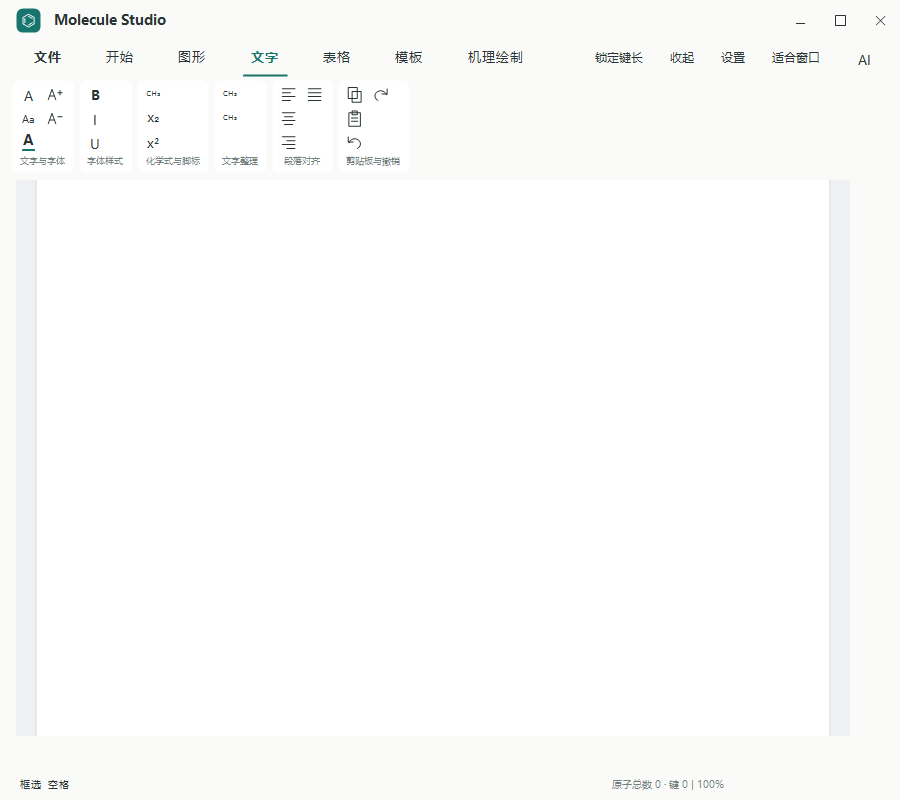 Molecule Studio
文件 开始 图形 文字 表格 模板 机理绘制 锁定键长 收起 设置 适合窗口 AI
A A⁺ B CH₃ CH₃
Aa A⁻ I X₂ CH₃
A U X²
文字与字体 字体样式 化学式与脚标 文字整理 段落对齐 剪贴板与撤销
框选 空格 原子总数 0 · 键 0 | 100%